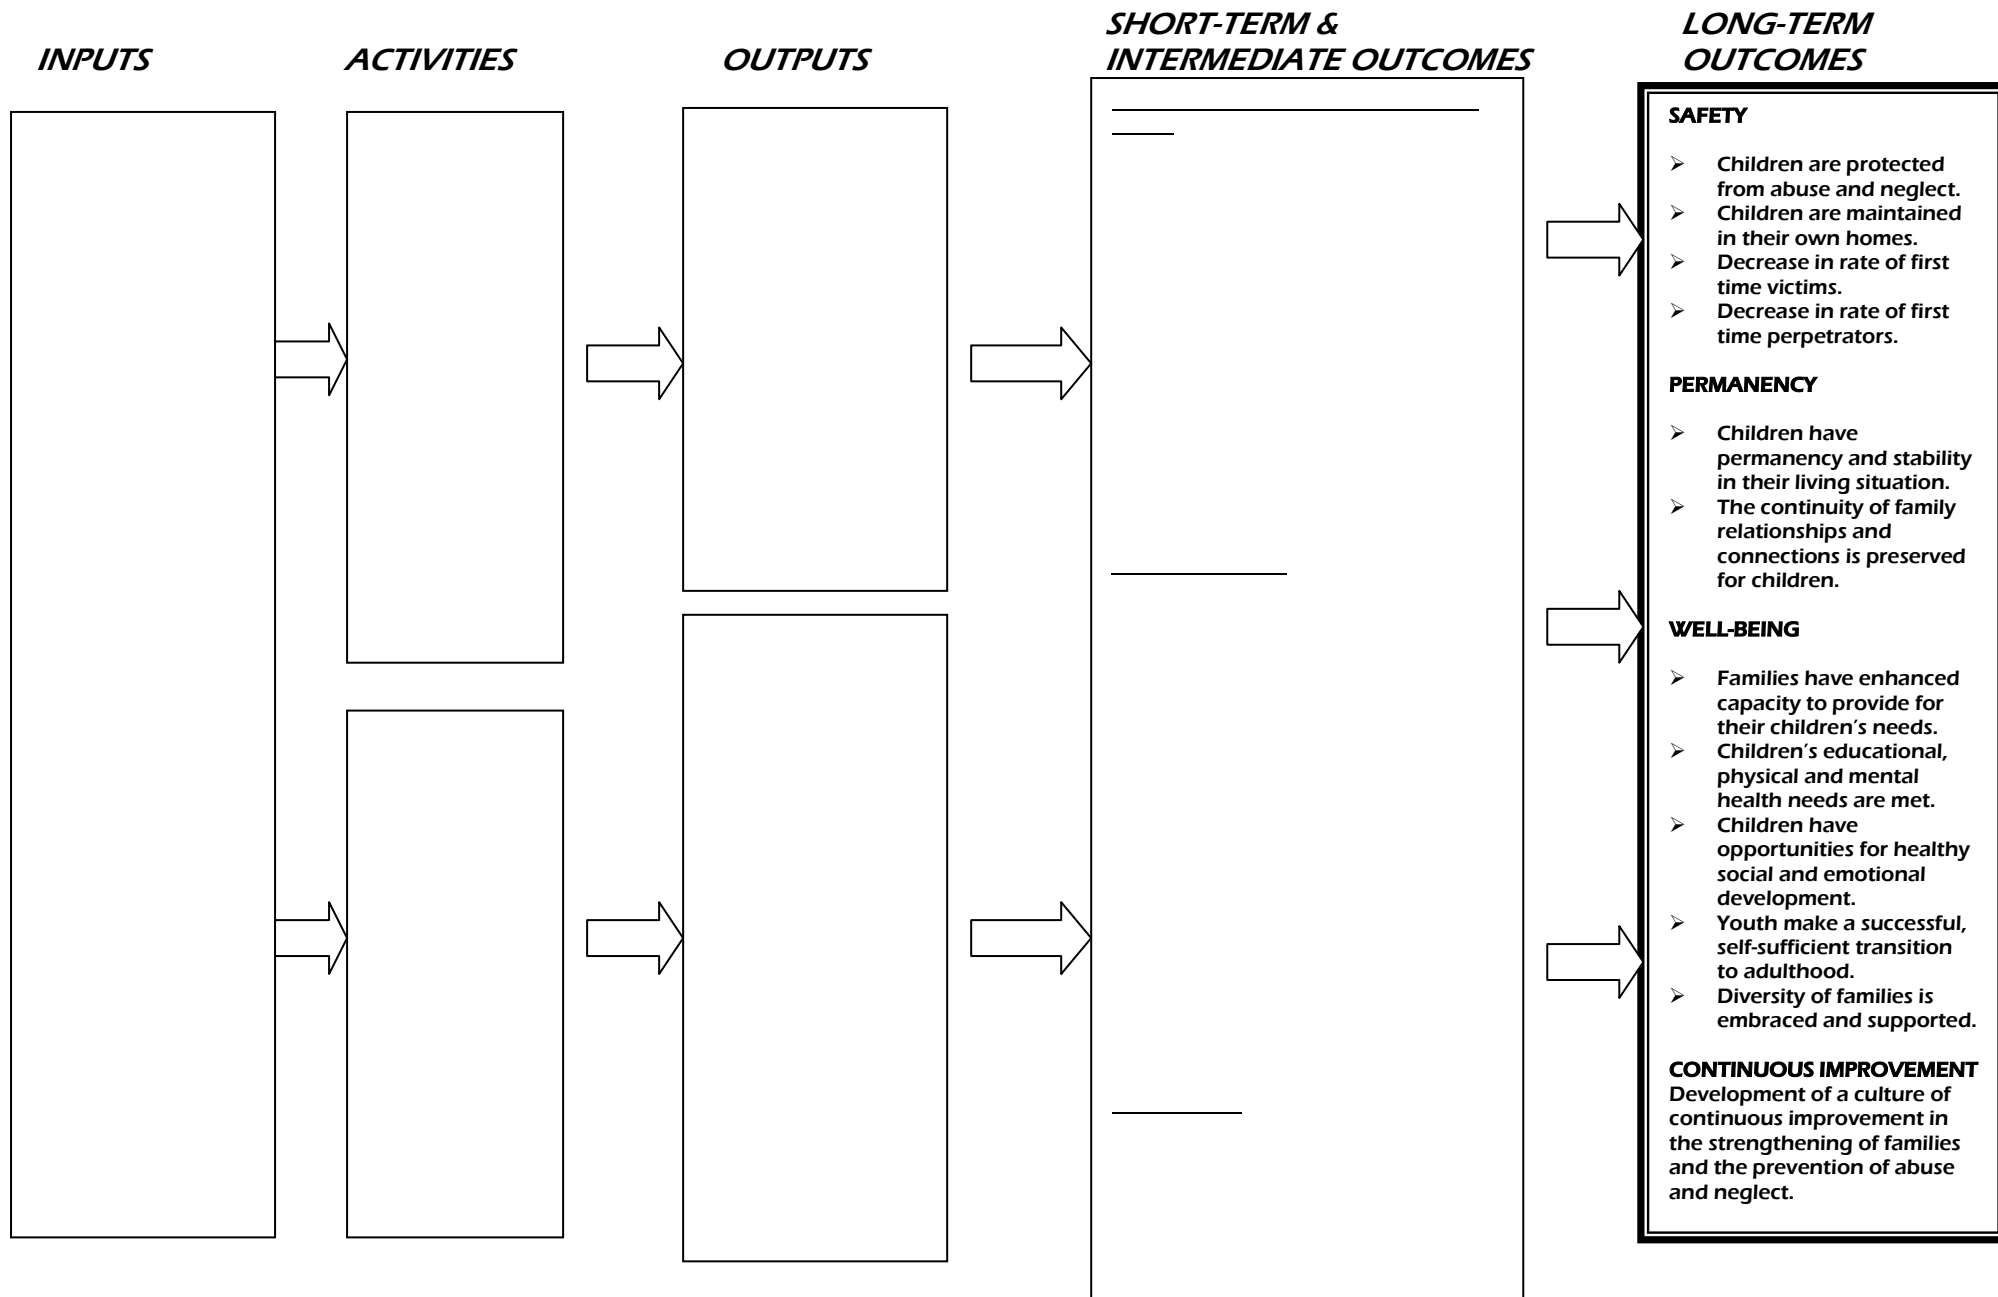 INPUTS
ACTIVITIES
OUTPUTS
SHORT-TERM &
INTERMEDIATE OUTCOMES
LONG-TERM
OUTCOMES
SAFETY
➢ Children are protected
from abuse and neglect.
➢ Children are maintained
in their own homes.
➢ Decrease in rate of first
time victims.
➢ Decrease in rate of first
time perpetrators.
PERMANENCY
➢ Children have
permanency and stability
in their living situation.
➢ The continuity of family
relationships and
connections is preserved
for children.
WELL-BEING
➢ Families have enhanced
capacity to provide for
their children's needs.
➢ Children's educational,
physical and mental
health needs are met.
➢ Children have
opportunities for healthy
social and emotional
development.
➢ Youth make a successful,
self-sufficient transition
to adulthood.
➢ Diversity of families is
embraced and supported.
CONTINUOUS IMPROVEMENT
Development of a culture of
continuous improvement in
the strengthening of families
and the prevention of abuse
and neglect.